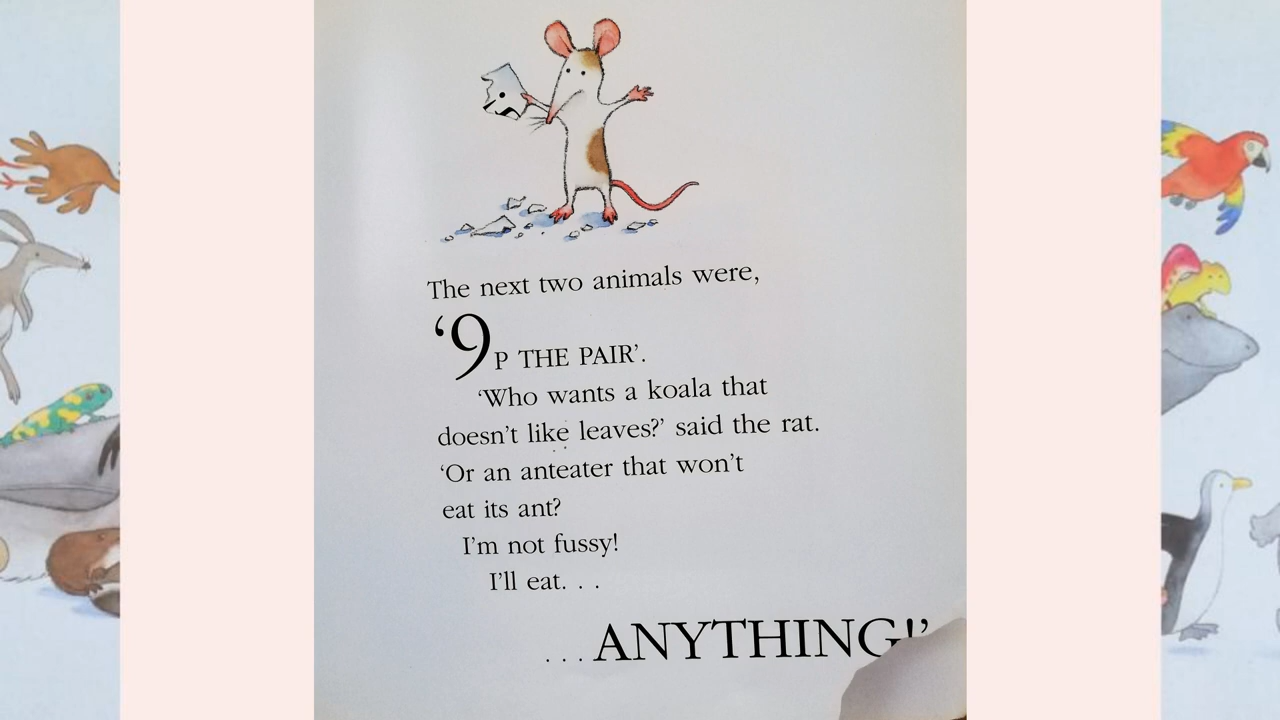 The next two animals were,
‘9P THE PAIR’.
‘Who wants a koala that
doesn’t like leaves?’ said the rat.
‘Or an anteater that won’t
eat its ant?
I’m not fussy!
I’ll eat. . .
. . . ANYTHING!’